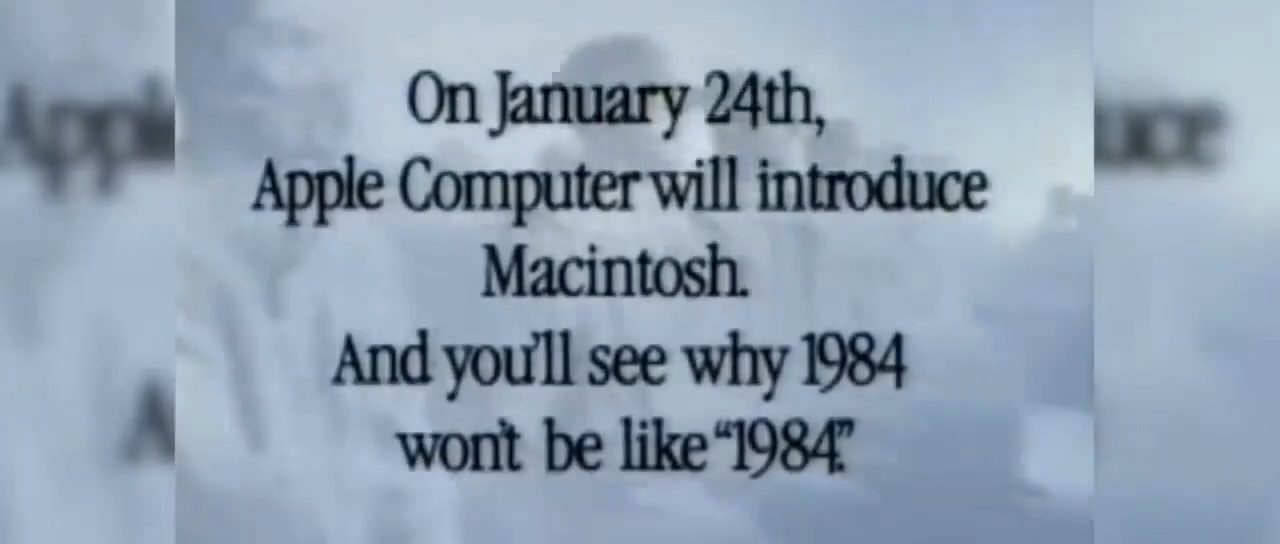 On January 24th,
Apple Computer will introduce
Macintosh.
And you'll see why 1984
won't be like “1984.”